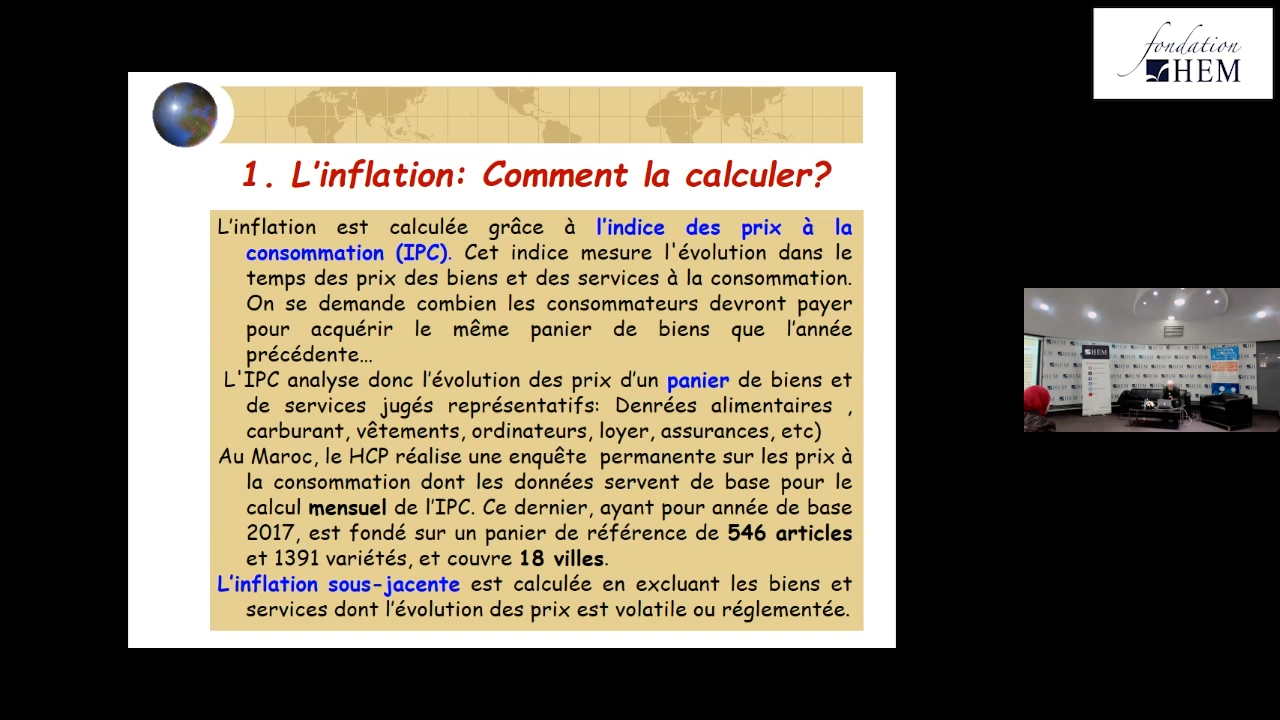 fondation
HEM
1. L'inflation: Comment la calculer?
L'inflation est calculée grâce à l'indice des prix à la
consommation (IPC). Cet indice mesure l'évolution dans le
temps des prix des biens et des services à la consommation.
On se demande combien les consommateurs devront payer
pour acquérir le même panier de biens que l'année
précédente...
L'IPC analyse donc l'évolution des prix d'un panier de biens et
de services jugés représentatifs: Denrées alimentaires ,
carburant, vêtements, ordinateurs, loyer, assurances, etc)
Au Maroc, le HCP réalise une enquête permanente sur les prix à
la consommation dont les données servent de base pour le
calcul mensuel de l'IPC. Ce dernier, ayant pour année de base
2017, est fondé sur un panier de référence de 546 articles
et 1391 variétés, et couvre 18 villes.
L'inflation sous-jacente est calculée en excluant les biens et
services dont l'évolution des prix est volatile ou réglementée.
HEM